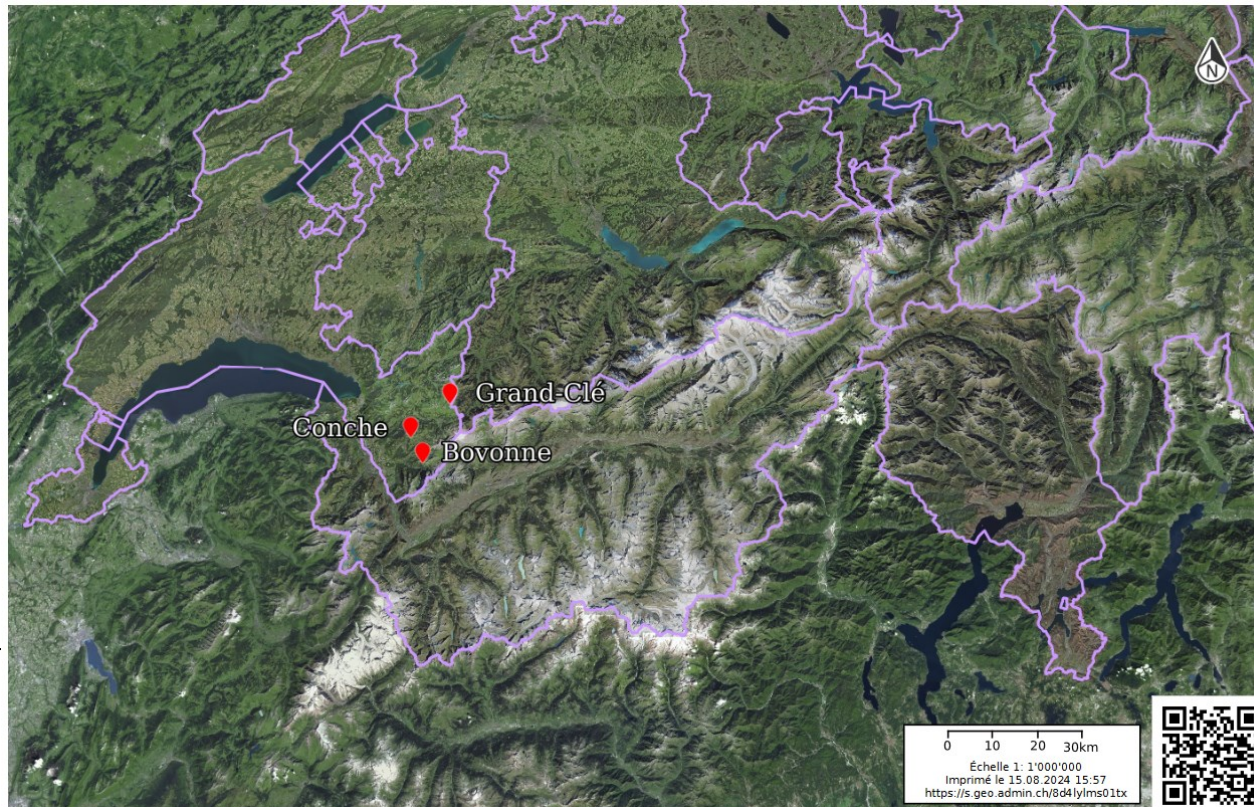 N
Grand-Clé
Conche
Bovonne
0 10 20 30km
Échelle 1: 1'000'000
Imprimé le 15.08.2024 15:57
https://s.geo.admin.ch/8d4lylms01tx